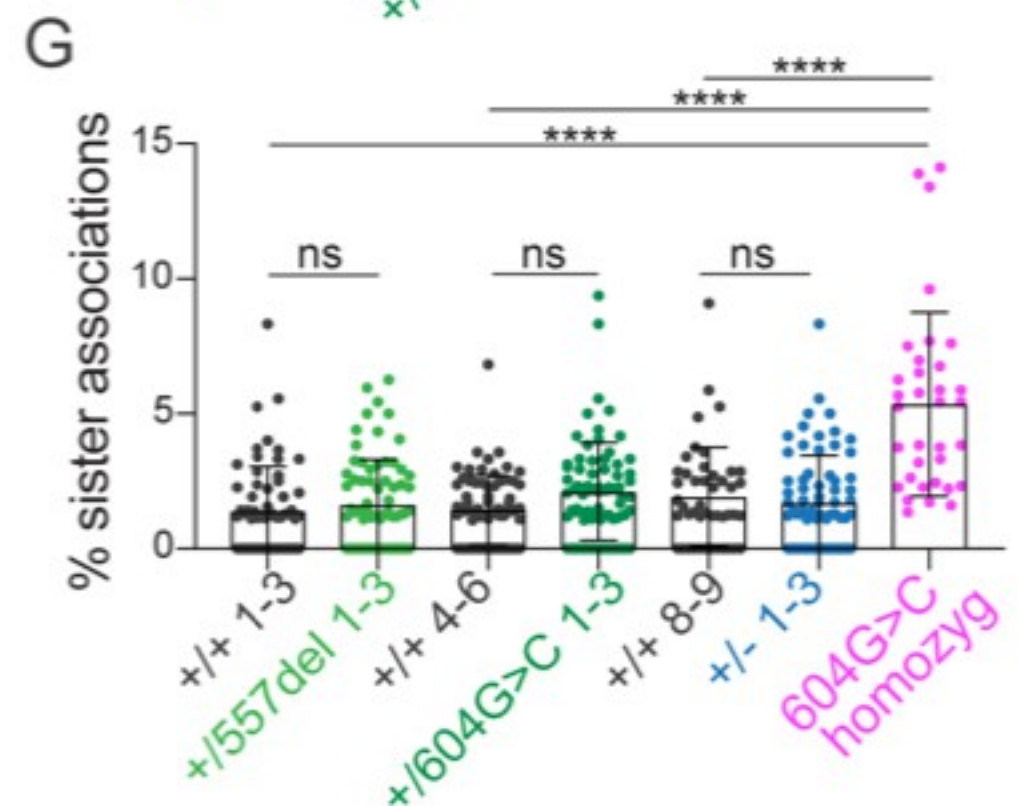 +/
G
****
****
****
ns
ns
ns
% sister associations
15
10
5
0
+/+ 1-3
+/557del 1-3
+/+ 4-6
+/604G>C 1-3
+/+ 8-9
+/- 1-3
604G>C
homozyg